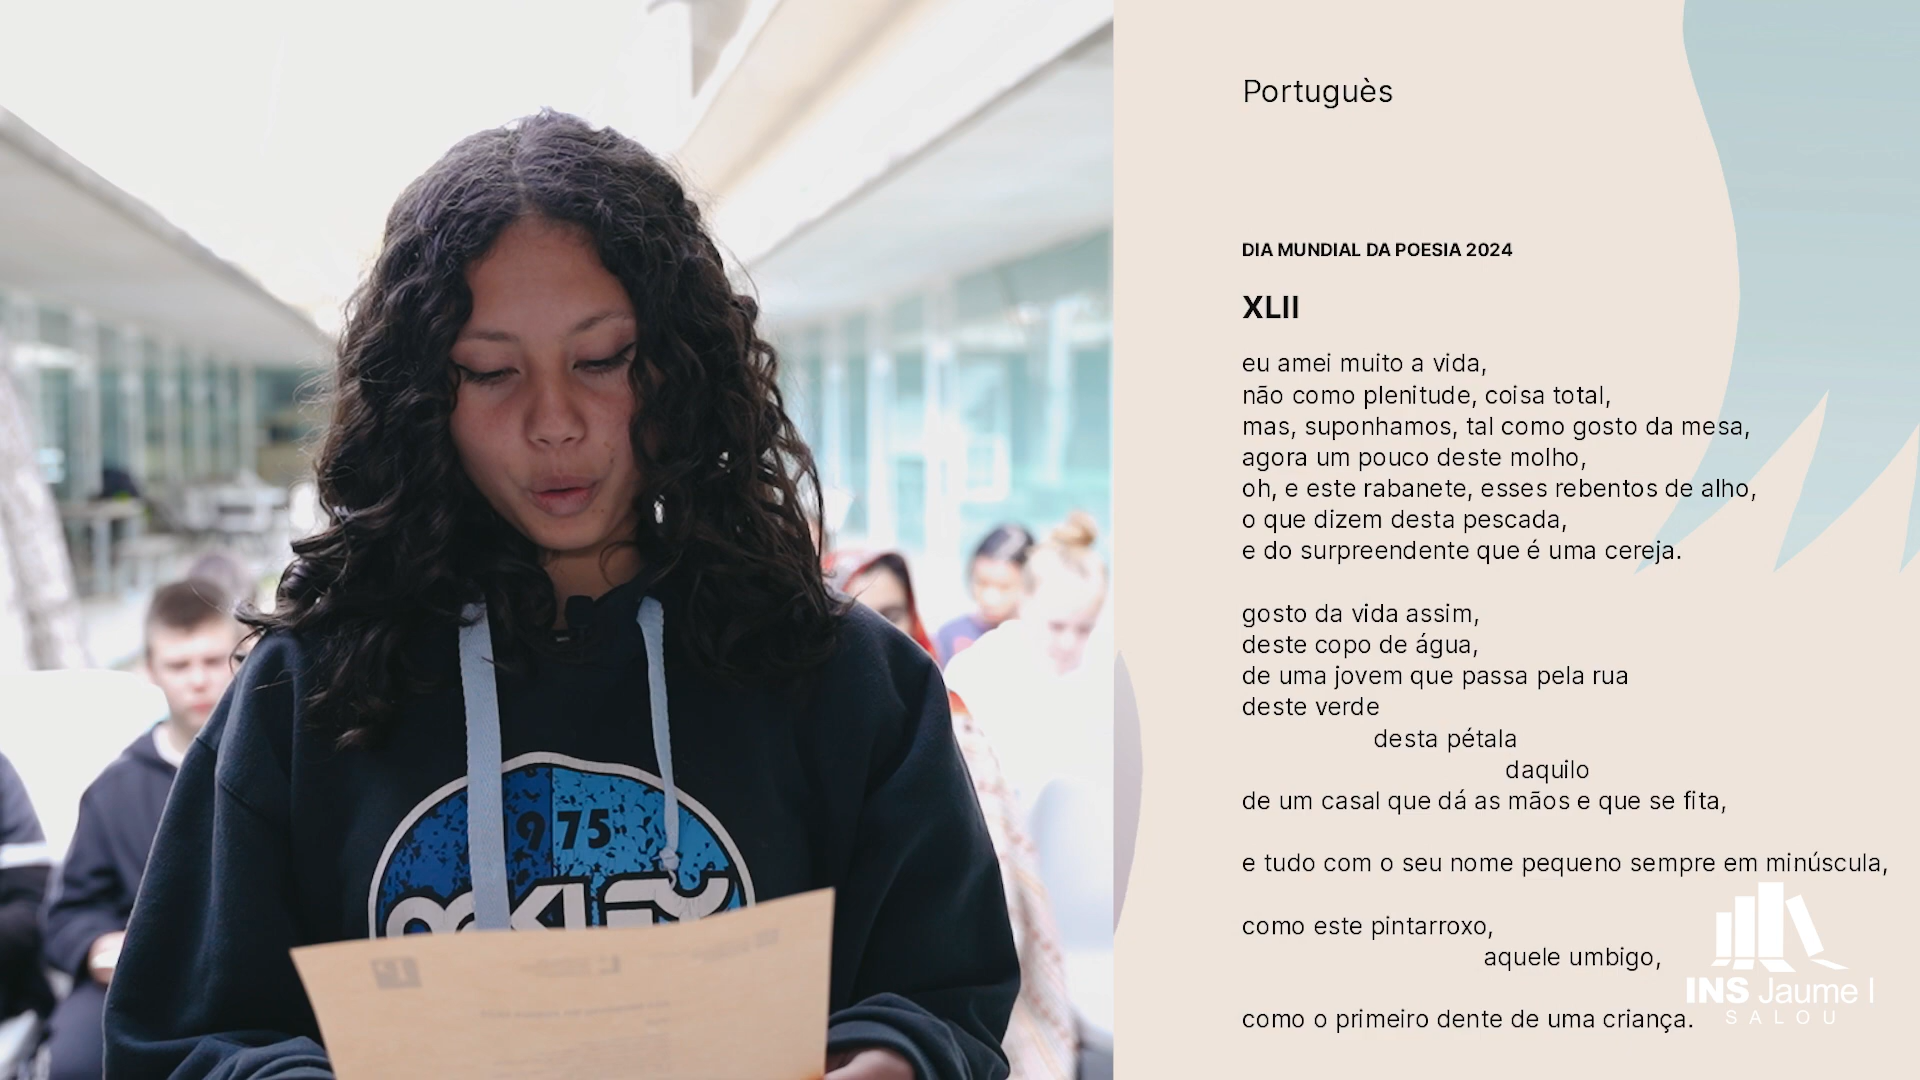 Portuguès
DIA MUNDIAL DA POESIA 2024
XLII
eu amei muito a vida,
não como plenitude, coisa total,
mas, suponhamos, tal como gosto da mesa,
agora um pouco deste molho,
oh, e este rabanete, esses rebentos de alho,
o que dizem desta pescada,
e do surpreendente que é uma cereja.
gosto da vida assim,
deste copo de água,
de uma jovem que passa pela rua
deste verde
desta pétala
daquilo
de um casal que dá as mãos e que se fita,
e tudo com o seu nome pequeno sempre em minúscula,
como este pintarroxo,
aquele umbigo,
como o primeiro dente de uma criança.
INS Jaume I
SALOU
1975